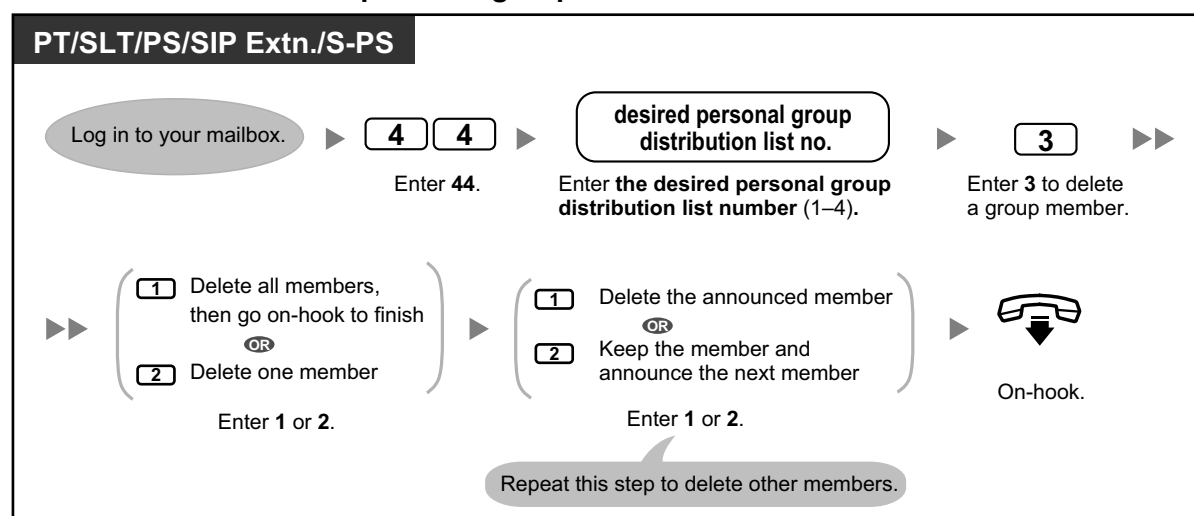 PT/SLT/PS/SIP Extn./S-PS
Log in to your mailbox.
4 4
Enter 44.
desired personal group
distribution list no.
Enter the desired personal group
distribution list number (1–4).
3
Enter 3 to delete
a group member.
1 Delete all members,
then go on-hook to finish
OR
2 Delete one member
Enter 1 or 2.
1 Delete the announced member
OR
2 Keep the member and
announce the next member
Enter 1 or 2.
Repeat this step to delete other members.
On-hook.